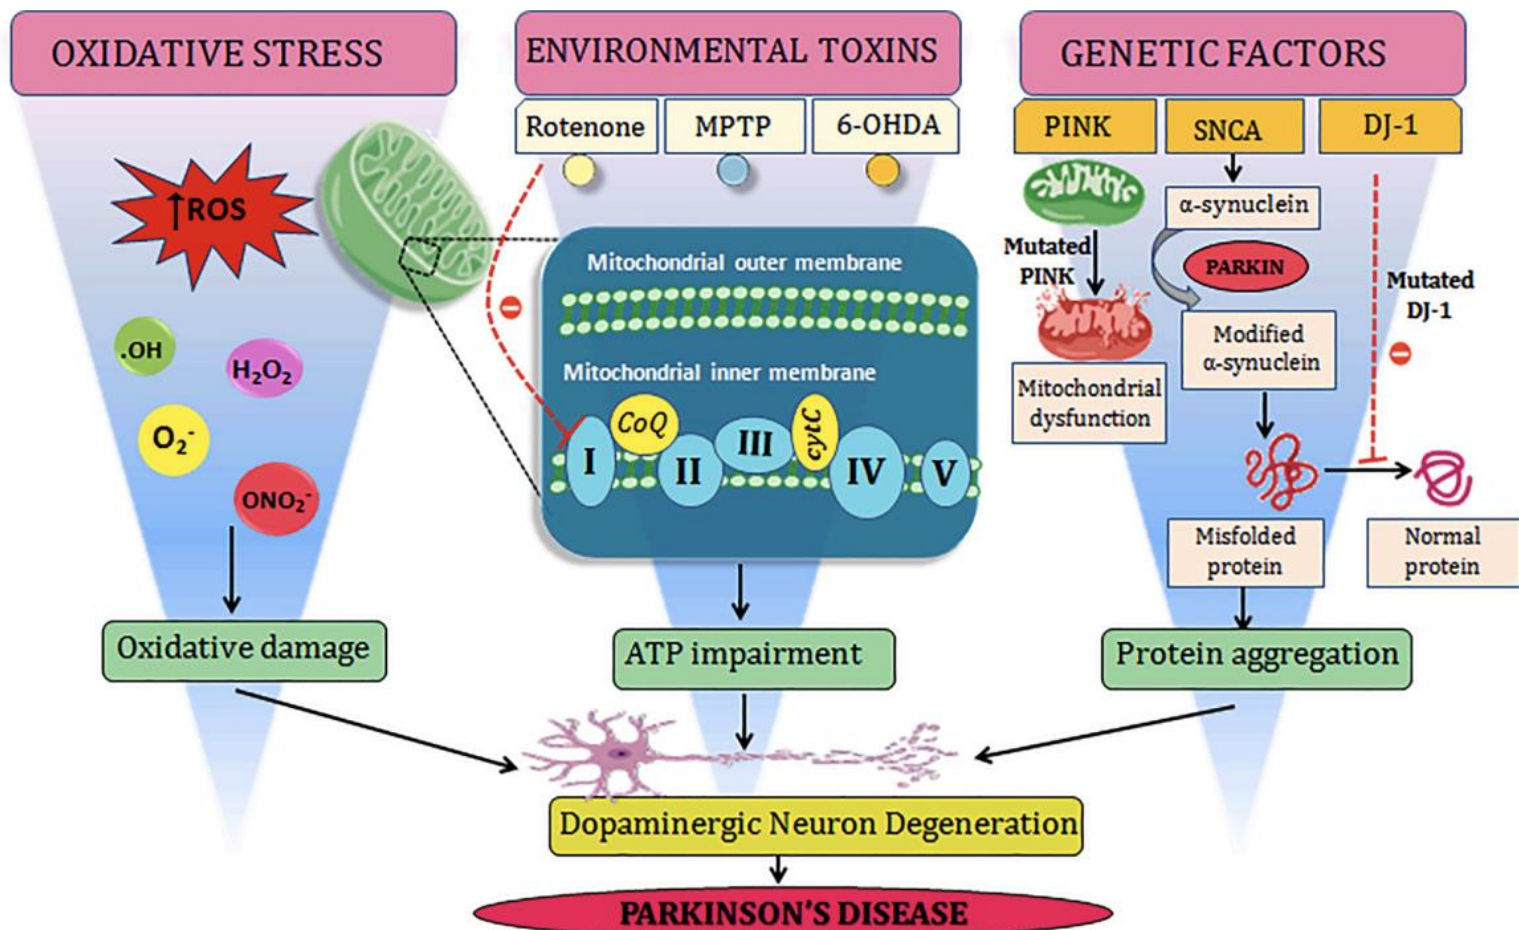 OXIDATIVE STRESS
↑ROS
.OH
H₂O₂
O₂⁻
ONO₂⁻
Oxidative damage
ENVIRONMENTAL TOXINS
Rotenone
MPTP
6-OHDA
Mitochondrial outer membrane
Mitochondrial inner membrane
I
CoQ
II
III
cytC
IV
V
ATP impairment
GENETIC FACTORS
PINK
SNCA
DJ-1
α-synuclein
Mutated
PINK
PARKIN
Mutated
DJ-1
Modified
α-synuclein
Mitochondrial
dysfunction
Misfolded
protein
Normal
protein
Protein aggregation
Dopaminergic Neuron Degeneration
PARKINSON'S DISEASE